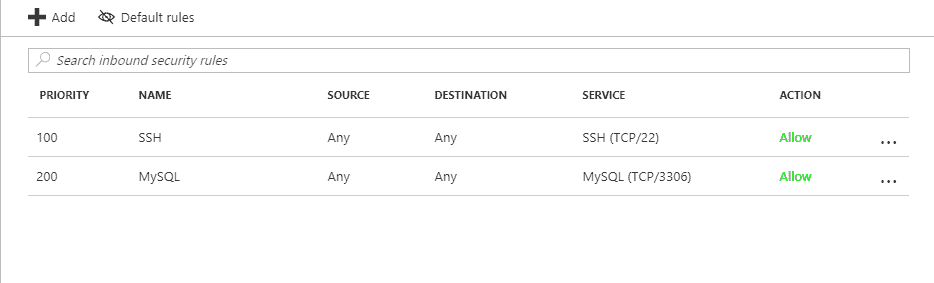 Add Default rules
Search inbound security rules
PRIORITY NAME SOURCE DESTINATION SERVICE ACTION
100 SSH Any Any SSH (TCP/22) Allow ...
200 MySQL Any Any MySQL (TCP/3306) Allow ...